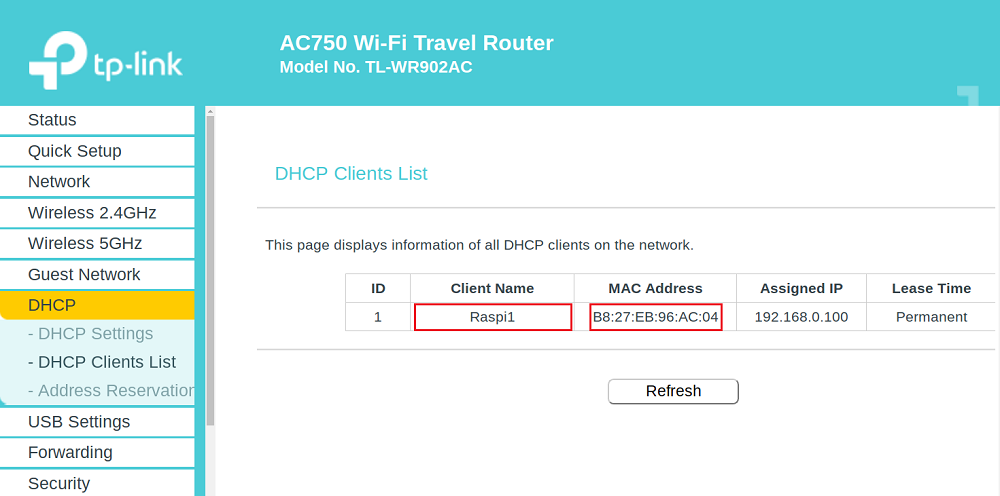 tp-link
AC750 Wi-Fi Travel Router
Model No. TL-WR902AC
Status
Quick Setup
Network
Wireless 2.4GHz
Wireless 5GHz
Guest Network
DHCP
- DHCP Settings
- DHCP Clients List
- Address Reservation
USB Settings
Forwarding
Security
DHCP Clients List
This page displays information of all DHCP clients on the network.
ID Client Name MAC Address Assigned IP Lease Time
1 Raspi1 B8:27:EB:96:AC:04 192.168.0.100 Permanent
Refresh